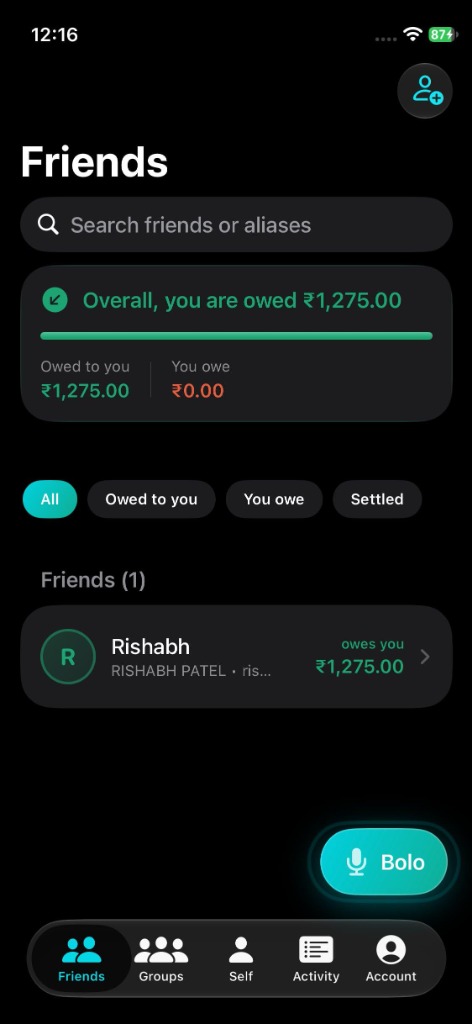 12:16
87
Friends
Search friends or aliases
Overall, you are owed ₹1,275.00
Owed to you
₹1,275.00
You owe
₹0.00
All
Owed to you
You owe
Settled
Friends (1)
R
Rishabh
RISHABH PATEL • ris...
owes you
₹1,275.00
Bolo
Friends
Groups
Self
Activity
Account